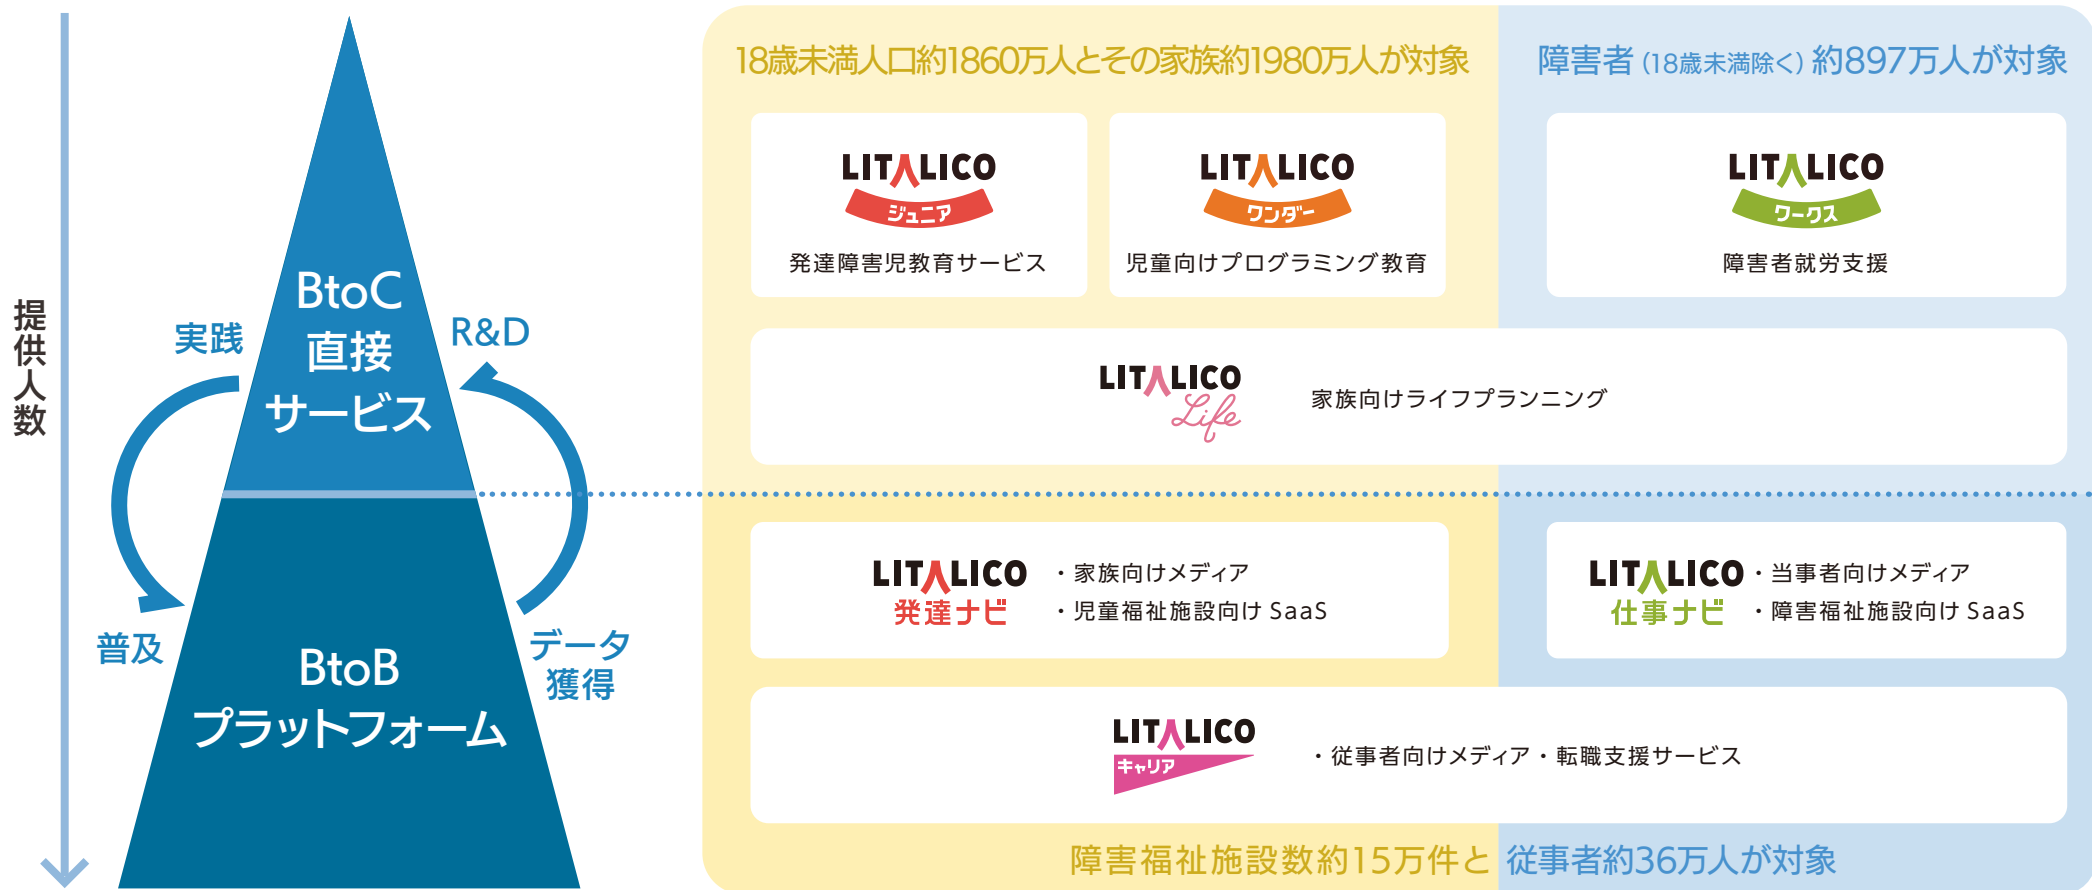 提供人数
BtoC
直接
サービス
実践
R&D
普及
データ
獲得
BtoB
プラットフォーム
18歳未満人口約1860万人とその家族約1980万人が対象
障害者(18歳未満除く)約897万人が対象
LITALICO
ジュニア
発達障害児教育サービス
LITALICO
ワンダー
児童向けプログラミング教育
LITALICO
ワークス
障害者就労支援
LITALICO
Life
家族向けライフプランニング
LITALICO
発達ナビ
・家族向けメディア
・児童福祉施設向け SaaS
LITALICO
仕事ナビ
・当事者向けメディア
・障害福祉施設向け SaaS
LITALICO
キャリア
・従事者向けメディア・転職支援サービス
障害福祉施設数約15万件と 従事者約36万人が対象